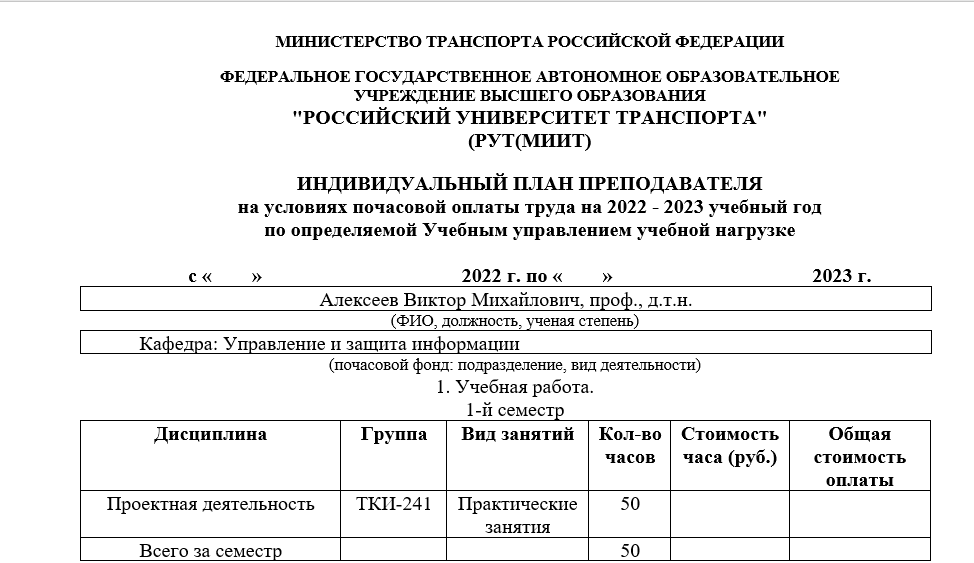 МИНИСТЕРСТВО ТРАНСПОРТА РОССИЙСКОЙ ФЕДЕРАЦИИ
ФЕДЕРАЛЬНОЕ ГОСУДАРСТВЕННОЕ АВТОНОМНОЕ ОБРАЗОВАТЕЛЬНОЕ
УЧРЕЖДЕНИЕ ВЫСШЕГО ОБРАЗОВАНИЯ
"РОССИЙСКИЙ УНИВЕРСИТЕТ ТРАНСПОРТА"
(РУТ(МИИТ)
ИНДИВИДУАЛЬНЫЙ ПЛАН ПРЕПОДАВАТЕЛЯ
на условиях почасовой оплаты труда на 2022 - 2023 учебный год
по определяемой Учебным управлением учебной нагрузке
с « » 2022 г. по « » 2023 г.
Алексеев Виктор Михайлович, проф., д.т.н.
(ФИО, должность, ученая степень)
Кафедра: Управление и защита информации
(почасовой фонд: подразделение, вид деятельности)
1. Учебная работа.
1-й семестр
Дисциплина Группа Вид занятий Кол-во Стоимость Общая
часов часа (руб.) стоимость
оплаты
Проектная деятельность ТКИ-241 Практические 50
занятия
Всего за семестр 50